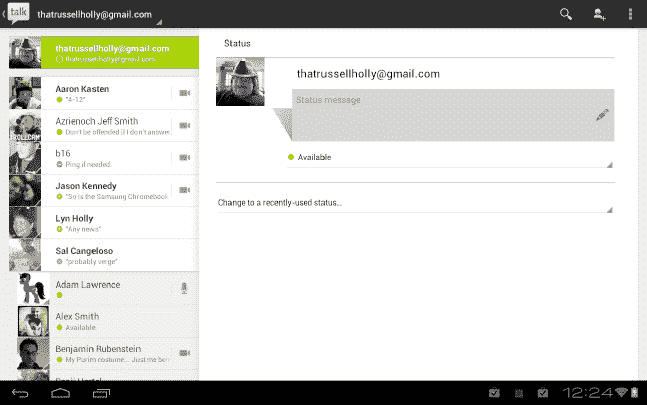 talk
thatrussellholly@gmail.com
thatrussellholly@gmail.com
thatrussellholly@gmail.com
Aaron Kasten
"4-12"
Azrienoch Jeff Smith
Don't be offended if I don't answer
b16
Ping if needed.
Jason Kennedy
"So is the Samsung Chromebook
Lyn Holly
"Any news"
Sal Cangeloso
"probably verge"
Adam Lawrence
Alex Smith
Available
Benjamin Rubenstein
My Purim costume... Just me ben
Status
thatrussellholly@gmail.com
Status message
Available
Change to a recently-used status...
12:24